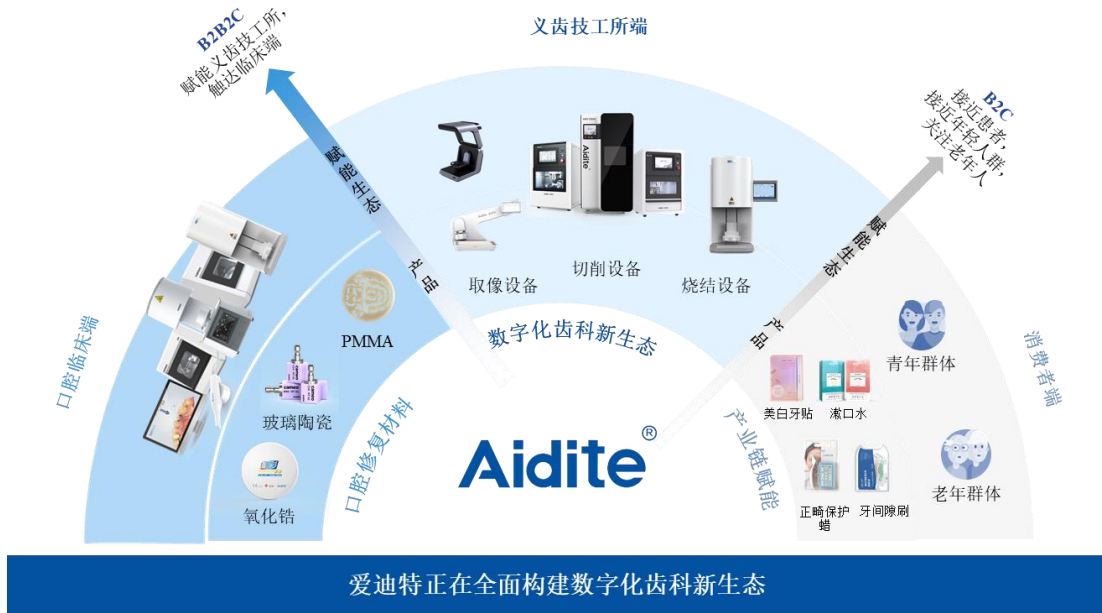 义齿技工所端
B2B2C
赋能义齿技工所,
触达临床端
B2C
接近患者,
接近年轻人群,
关注老年人
赋能生态
产品
赋能生态
产品
Aidite
取像设备
切削设备
烧结设备
口腔临床端
PMMA
玻璃陶瓷
氧化锆
口腔修复材料
数字化齿科新生态
产业链赋能
Aidite®
美白牙贴
漱口水
正畸保护
蜡
牙间隙刷
青年群体
老年群体
消费者端
爱迪特正在全面构建数字化齿科新生态